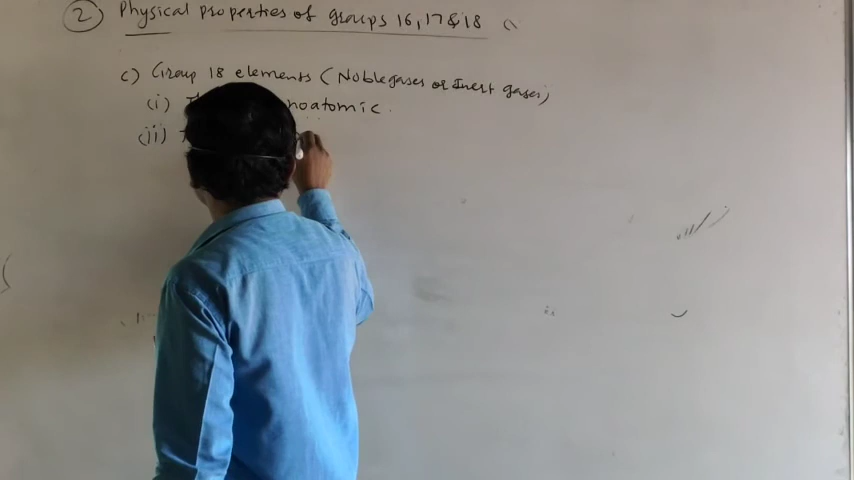 2 Physical properties of groups 16, 17 & 18
c) Group 18 elements (Noble gases or Inert gases)
(i) noatomic.
(ii)